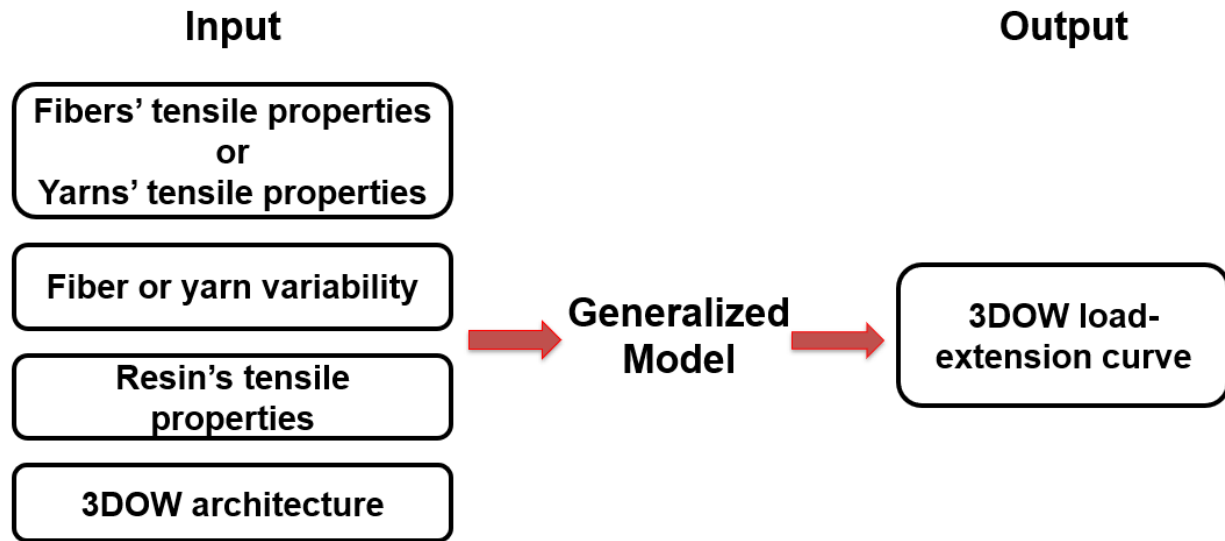 Input
Fibers’ tensile properties
or
Yarns’ tensile properties
Fiber or yarn variability
Resin’s tensile
properties
3DOW architecture
Generalized
Model
Output
3DOW load-
extension curve